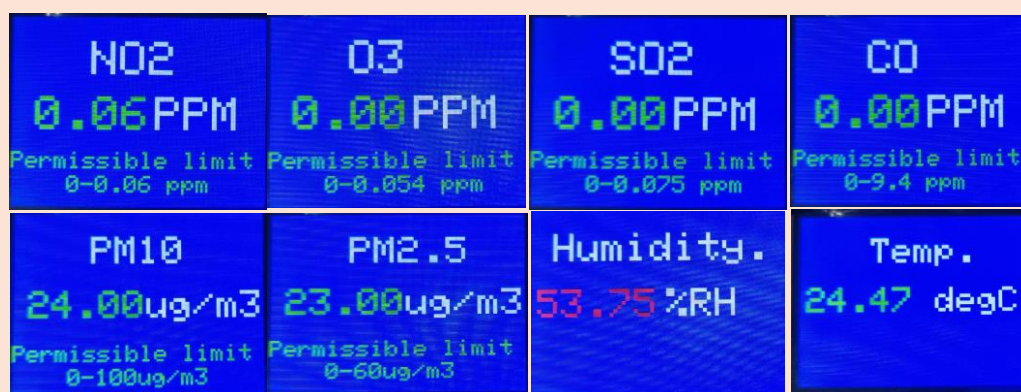 NO2
0.06PPM
Permissible limit
0-0.06 ppm
O3
0.00PPM
Permissible limit
0-0.054 ppm
SO2
0.00PPM
Permissible limit
0-0.075 ppm
CO
0.00PPM
Permissible limit
0-9.4 ppm
PM10
24.00ug/m3
Permissible limit
0-100ug/m3
PM2.5
23.00ug/m3
Permissible limit
0-60ug/m3
Humidity.
53.75%RH
Temp.
24.47 degC